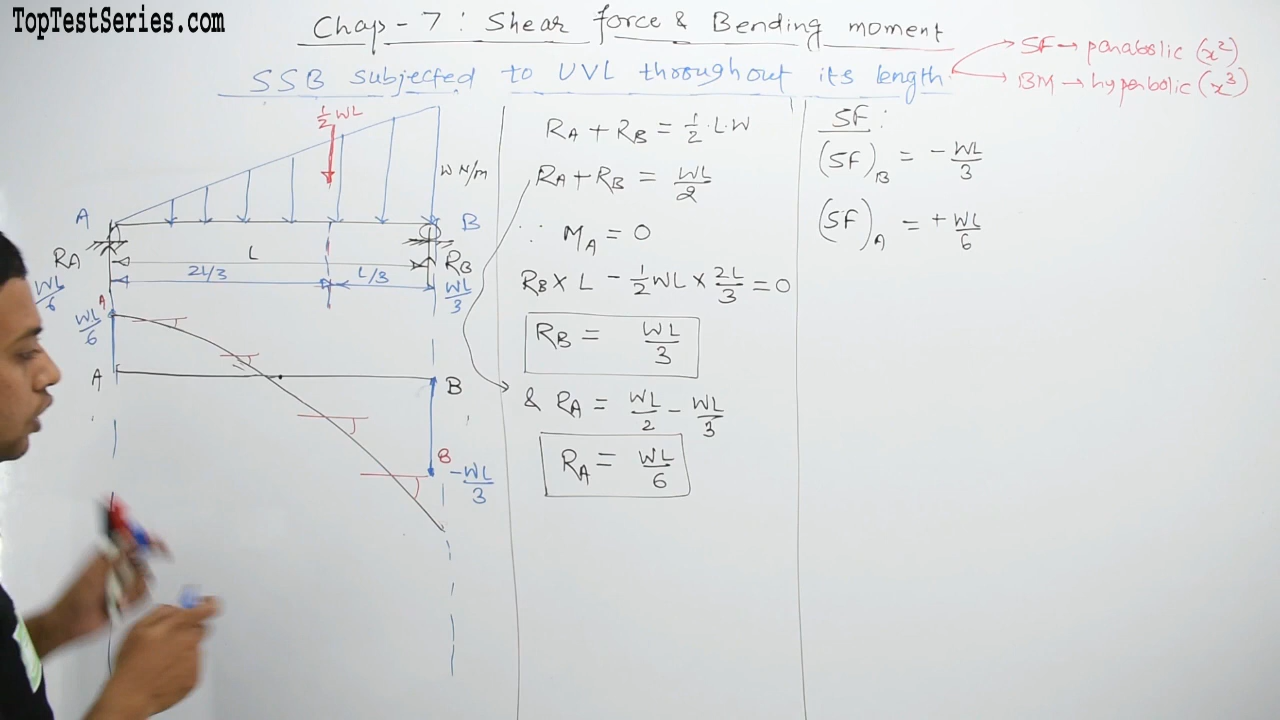 TopTestSeries.com
Chap - 7 : Shear force & Bending moment
SSB subjected to UVL throughout its length
SF → parabolic (x²)
BM → hyperbolic (x³)
½ WL
W N/m
A
B
RA
L
RB
2L/3
L/3
WL/6
WL/3
A
WL/6
A
B
B
-WL/3
RA + RB = ½ · L · W
RA + RB = WL/2
∵ MA = 0
RB × L - ½ WL × 2L/3 = 0
RB = WL/3
& RA = WL/2 - WL/3
RA = WL/6
SF :
(SF)B = - WL/3
(SF)A = + WL/6